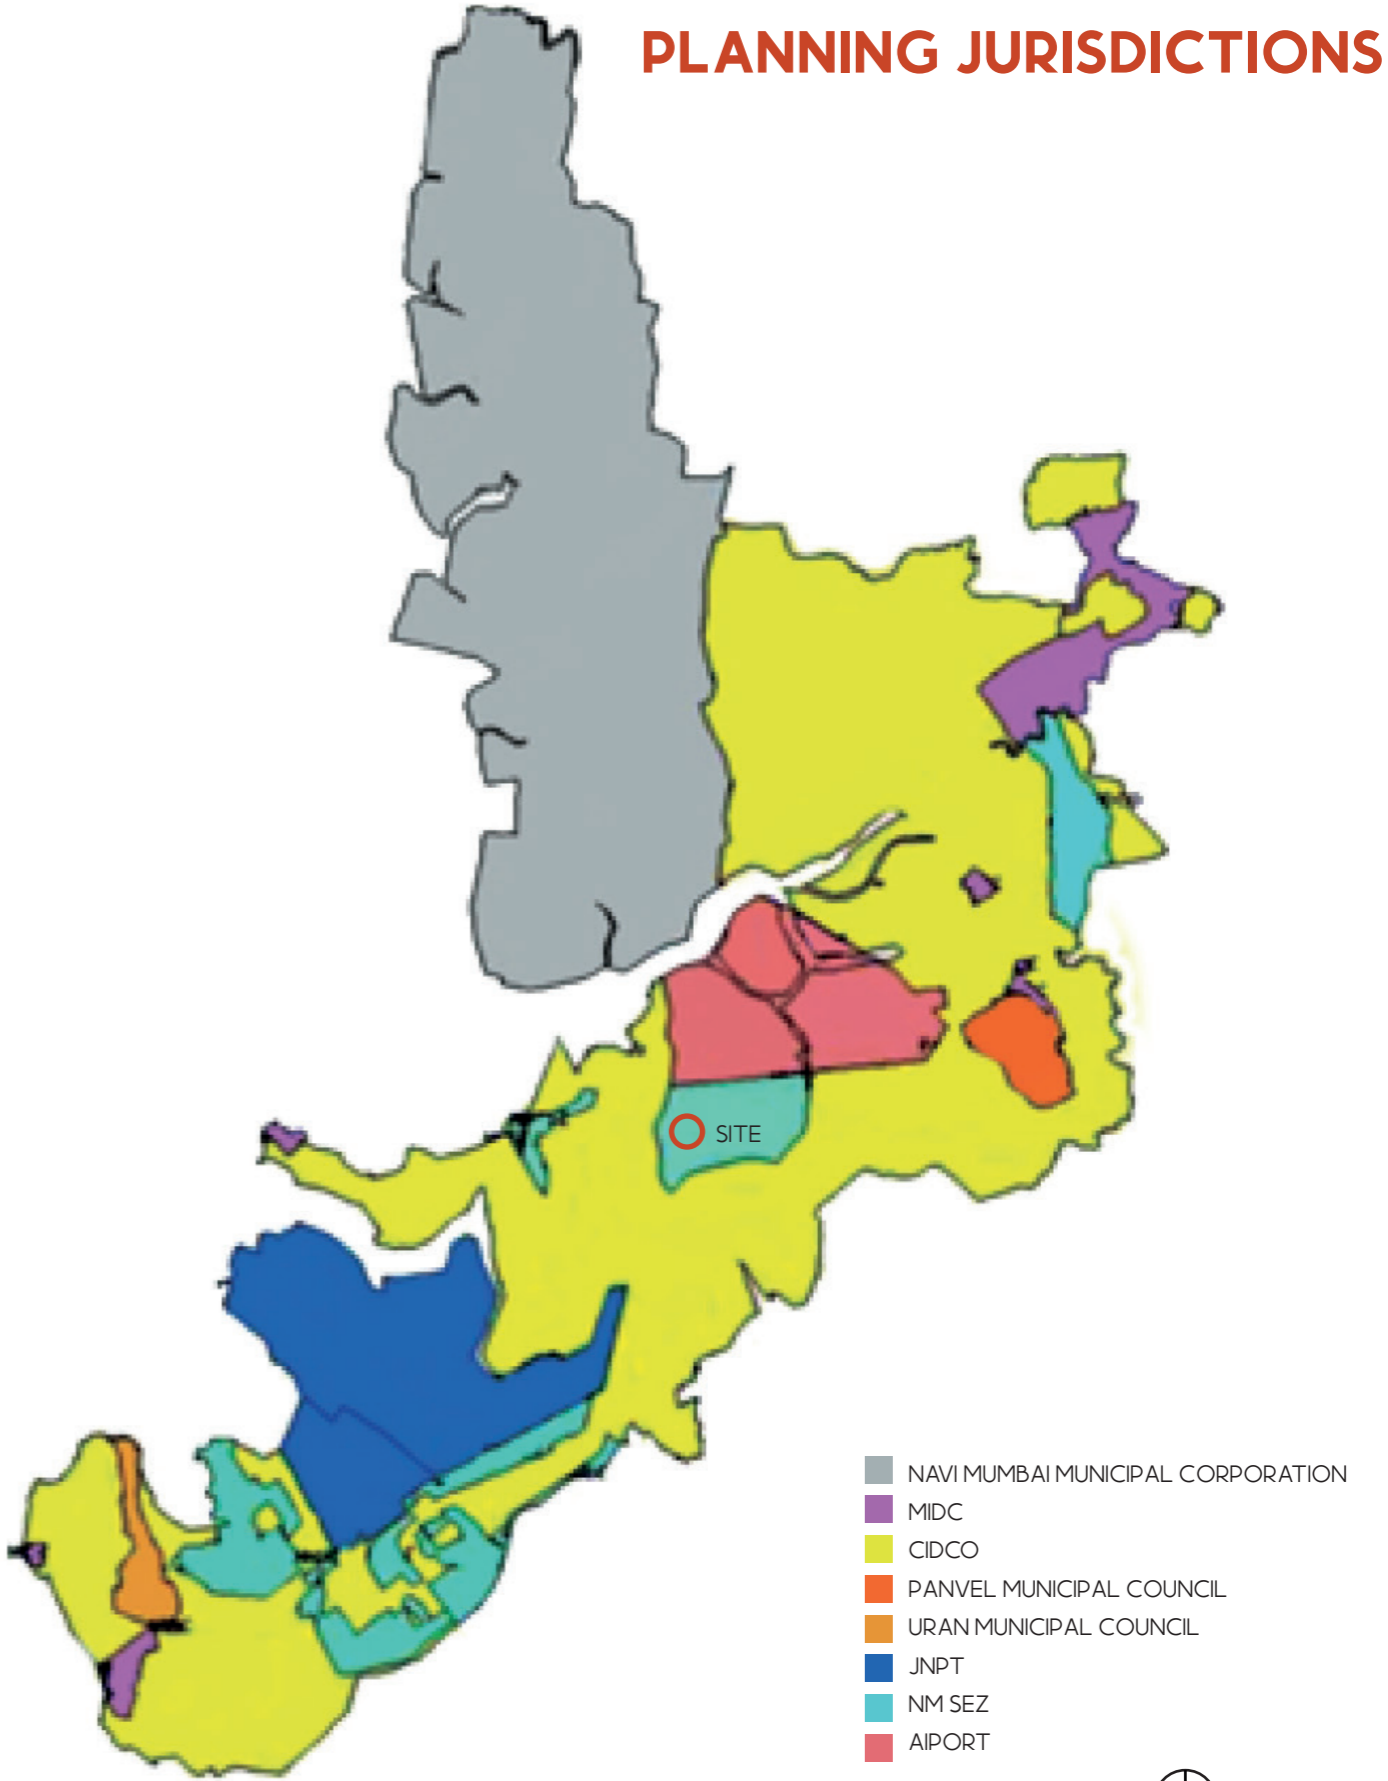 PLANNING JURISDICTIONS
SITE
NAVI MUMBAI MUNICIPAL CORPORATION
MIDC
CIDCO
PANVEL MUNICIPAL COUNCIL
URAN MUNICIPAL COUNCIL
JNPT
NM SEZ
AIPORT